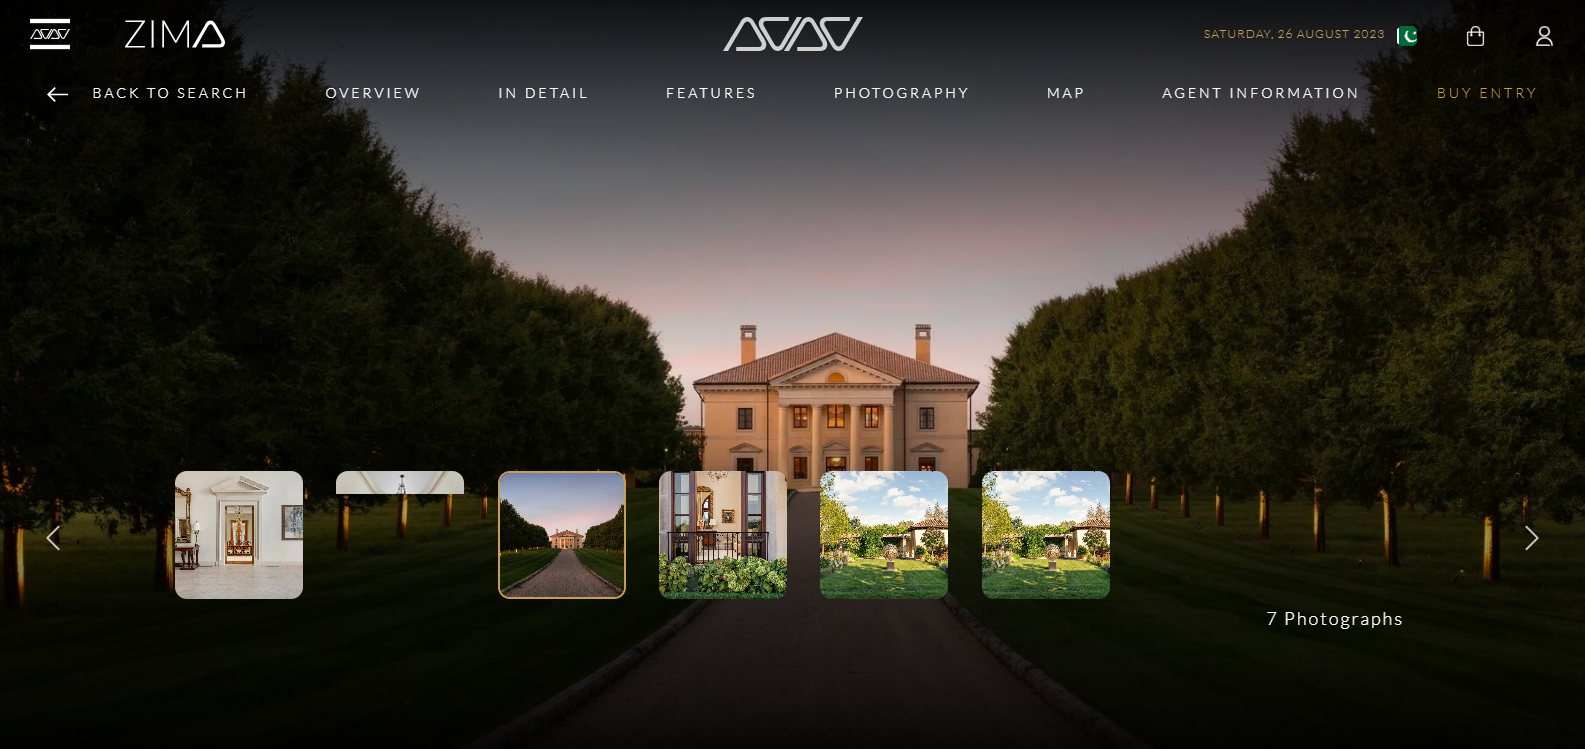 ZIMA
SATURDAY, 26 AUGUST 2023
BACK TO SEARCH
OVERVIEW
IN DETAIL
FEATURES
PHOTOGRAPHY
MAP
AGENT INFORMATION
BUY ENTRY
7 Photographs